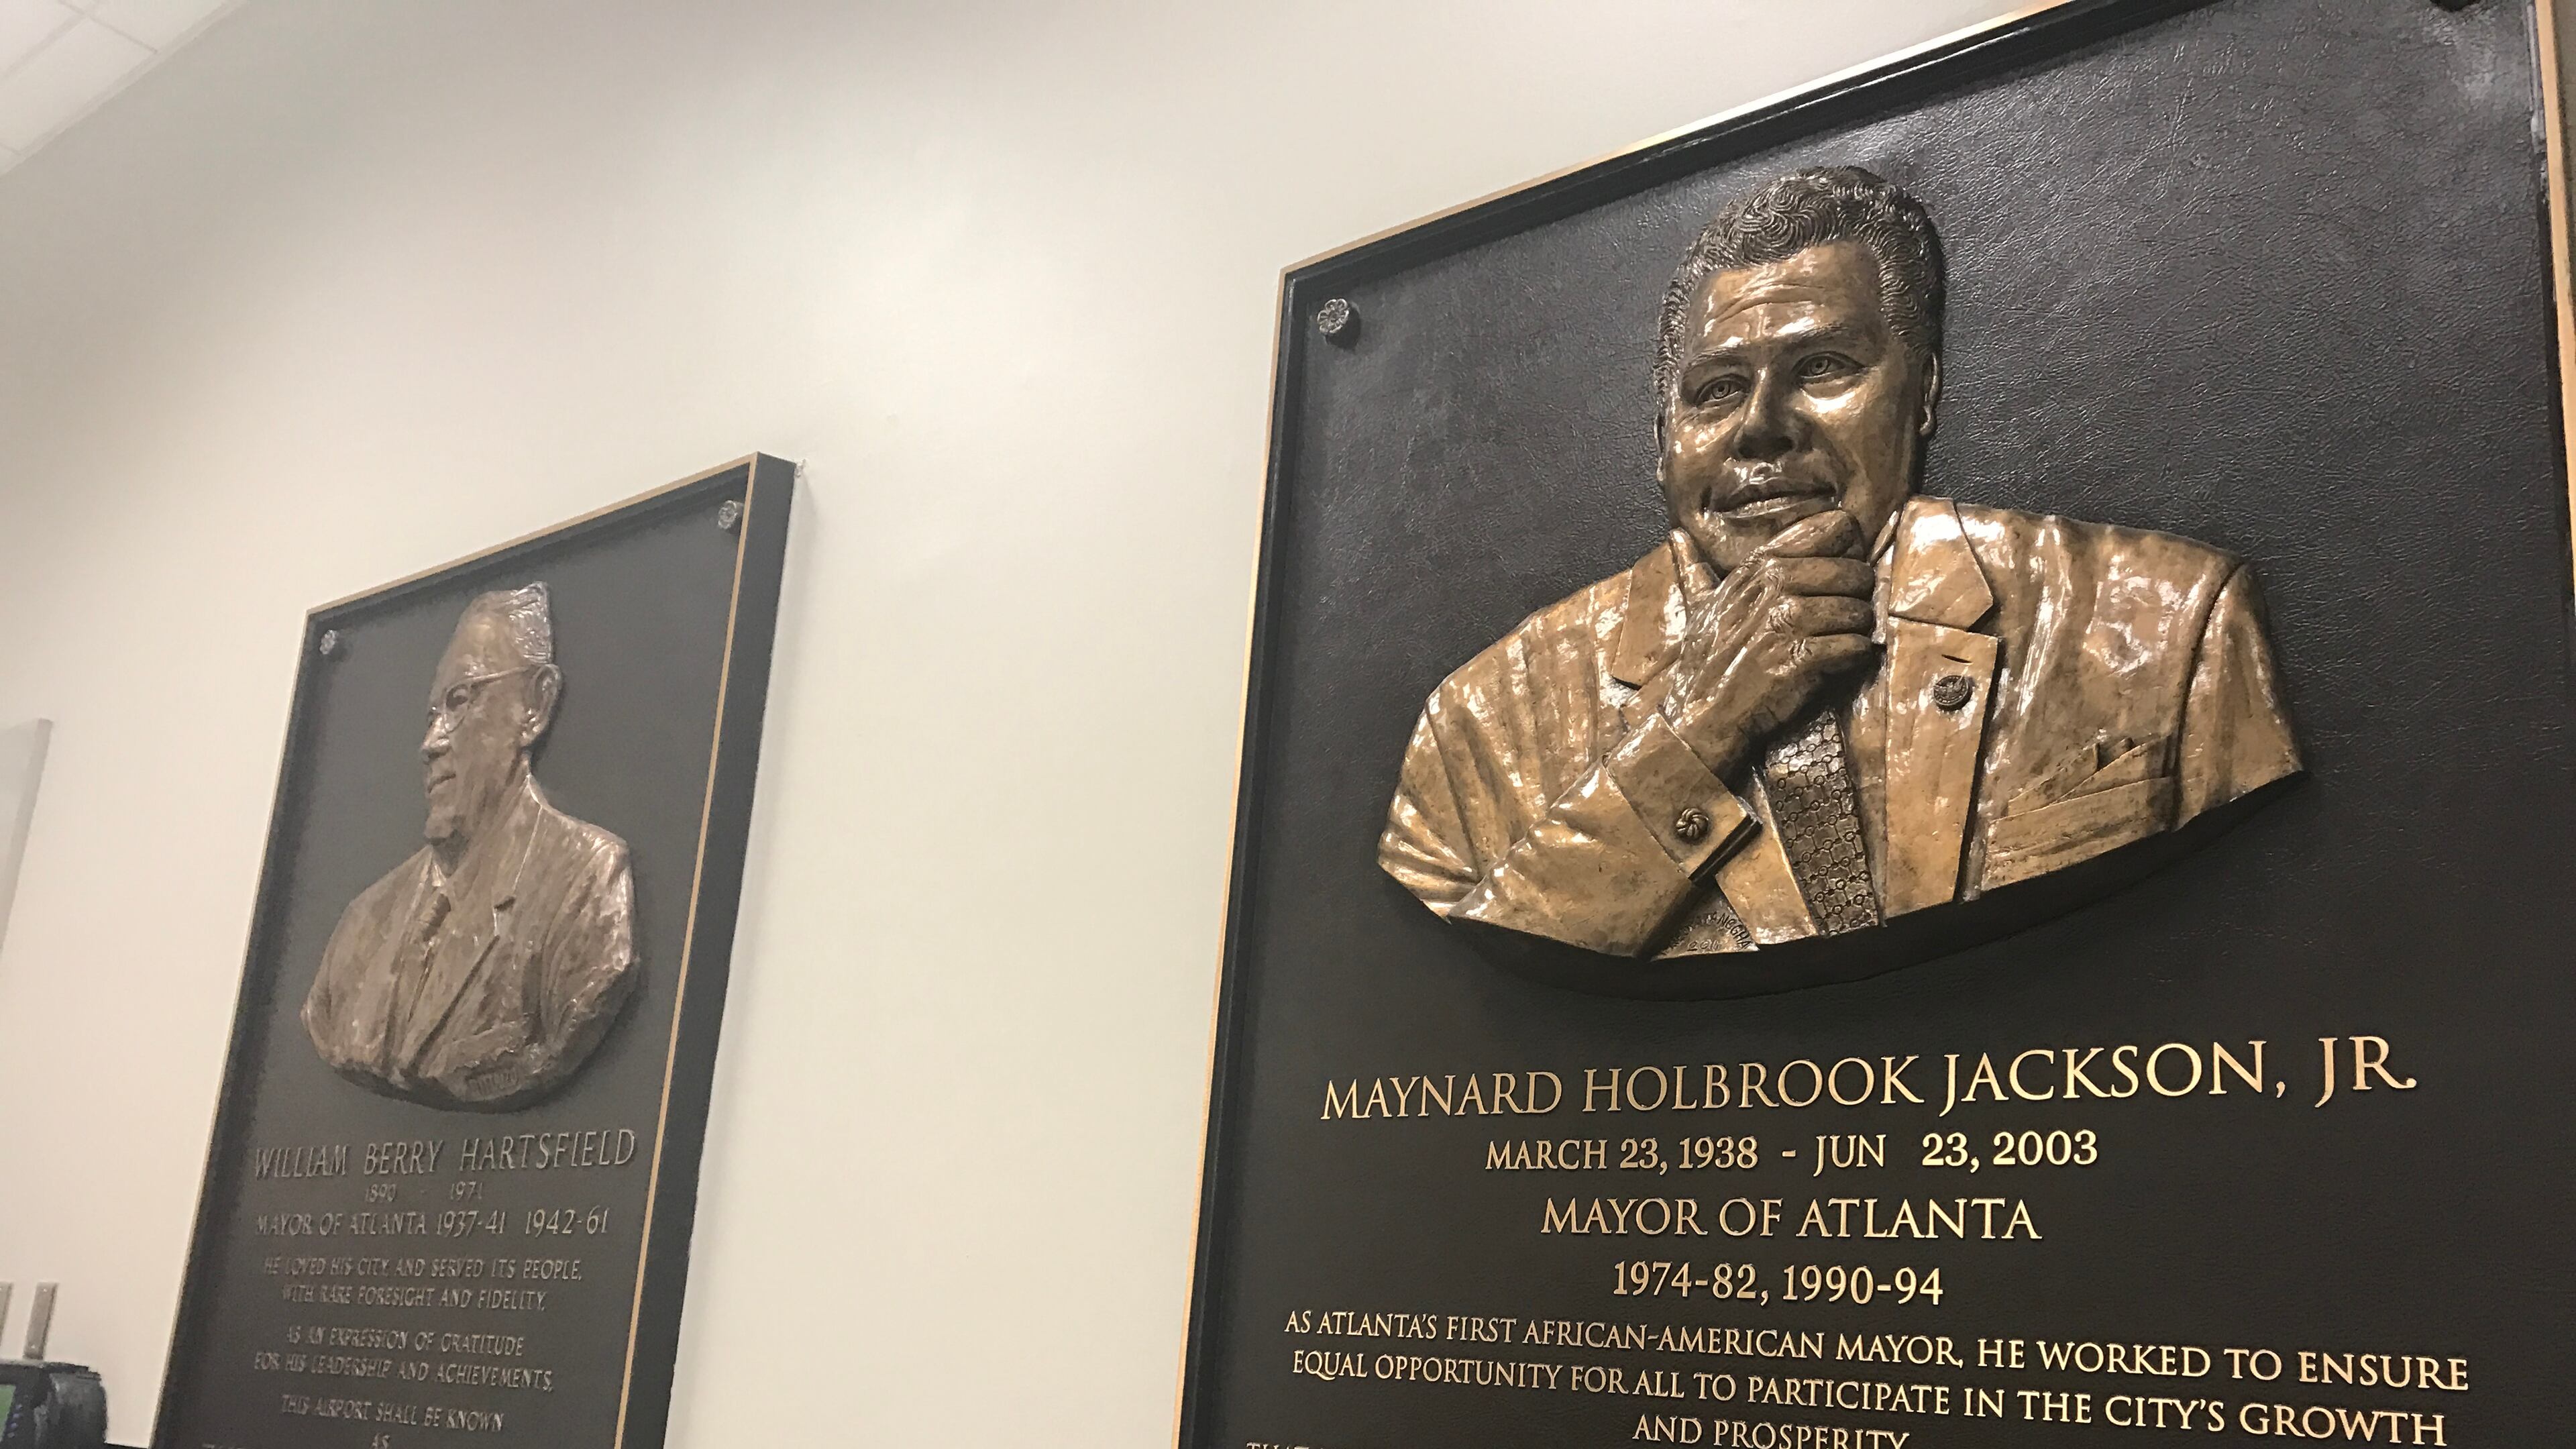 WILLIAM BERRY HARTSFIELD
1890 - 1971
MAYOR OF ATLANTA 1937-41 1942-61
HE LOVED HIS CITY, AND SERVED ITS PEOPLE,
WITH RARE FORESIGHT AND FIDELITY.
AS AN EXPRESSION OF GRATITUDE
FOR HIS LEADERSHIP AND ACHIEVEMENTS,
THIS AIRPORT SHALL BE KNOWN
AS
MAYNARD HOLBROOK JACKSON, JR.
MARCH 23, 1938 - JUN 23, 2003
MAYOR OF ATLANTA
1974-82, 1990-94
AS ATLANTA'S FIRST AFRICAN-AMERICAN MAYOR, HE WORKED TO ENSURE
EQUAL OPPORTUNITY FOR ALL TO PARTICIPATE IN THE CITY'S GROWTH
AND PROSPERITY